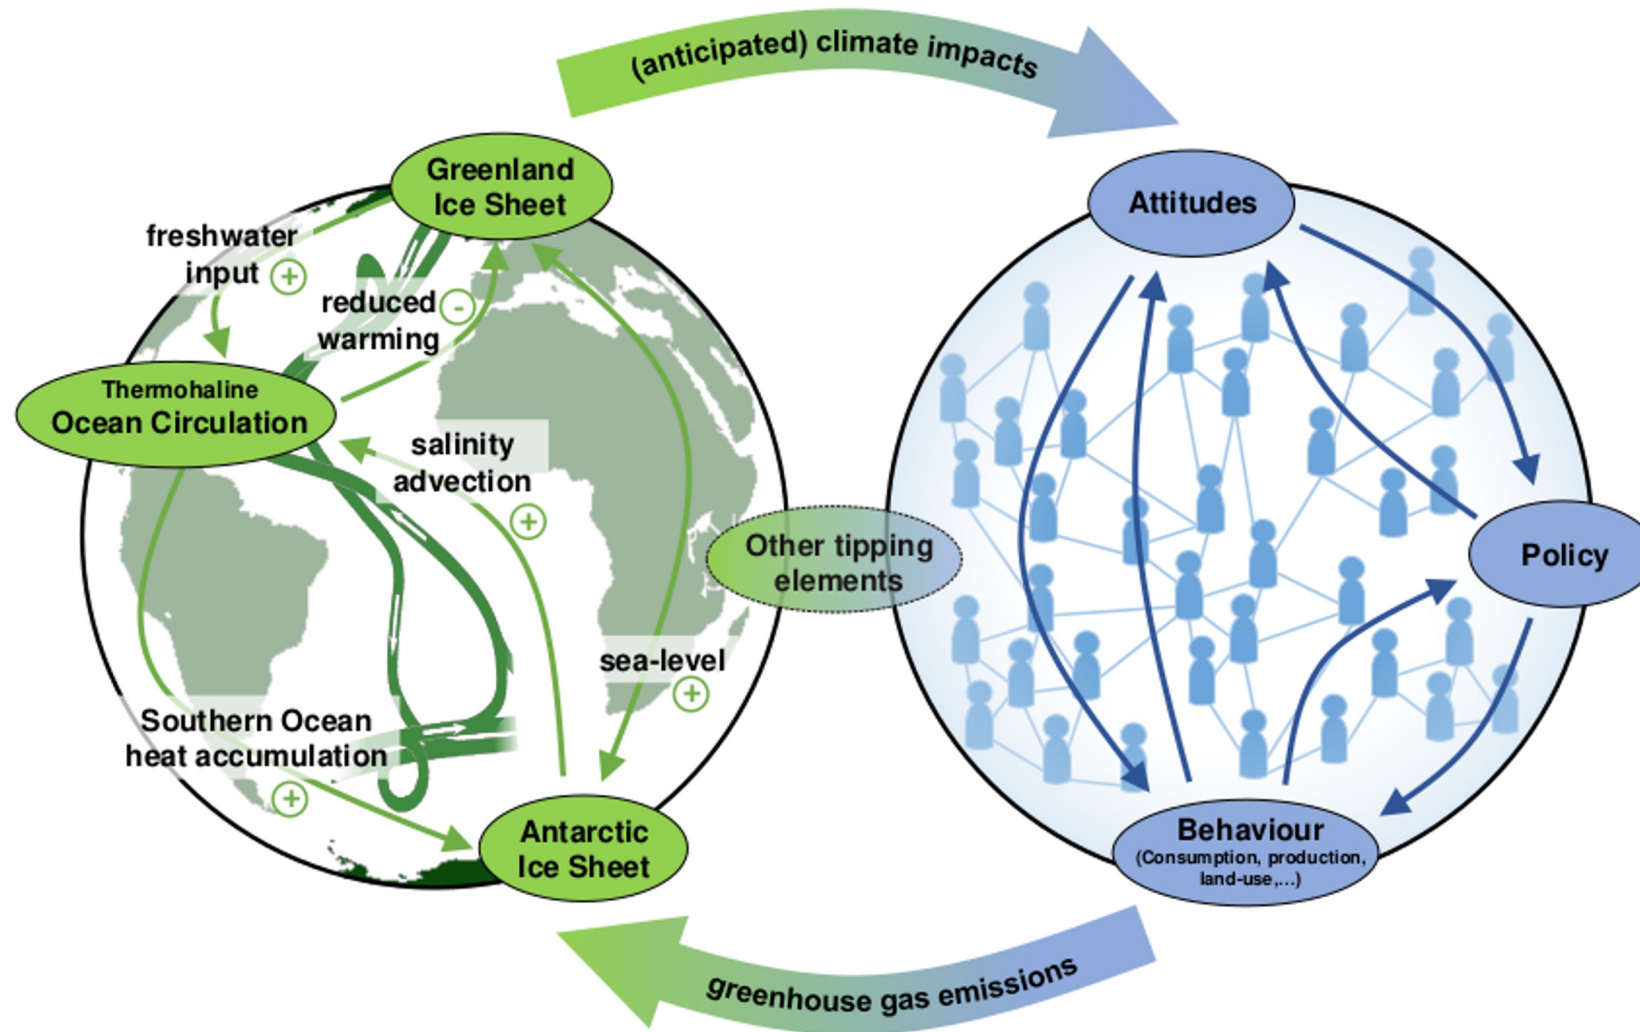 (anticipated) climate impacts
Greenland
Ice Sheet
freshwater
input +
reduced -
warming
Thermohaline
Ocean Circulation
salinity
advection
+
sea-level
+
Southern Ocean
heat accumulation
+
Antarctic
Ice Sheet
Other tipping
elements
Attitudes
Policy
Behaviour
(Consumption, production,
land-use,...)
greenhouse gas emissions